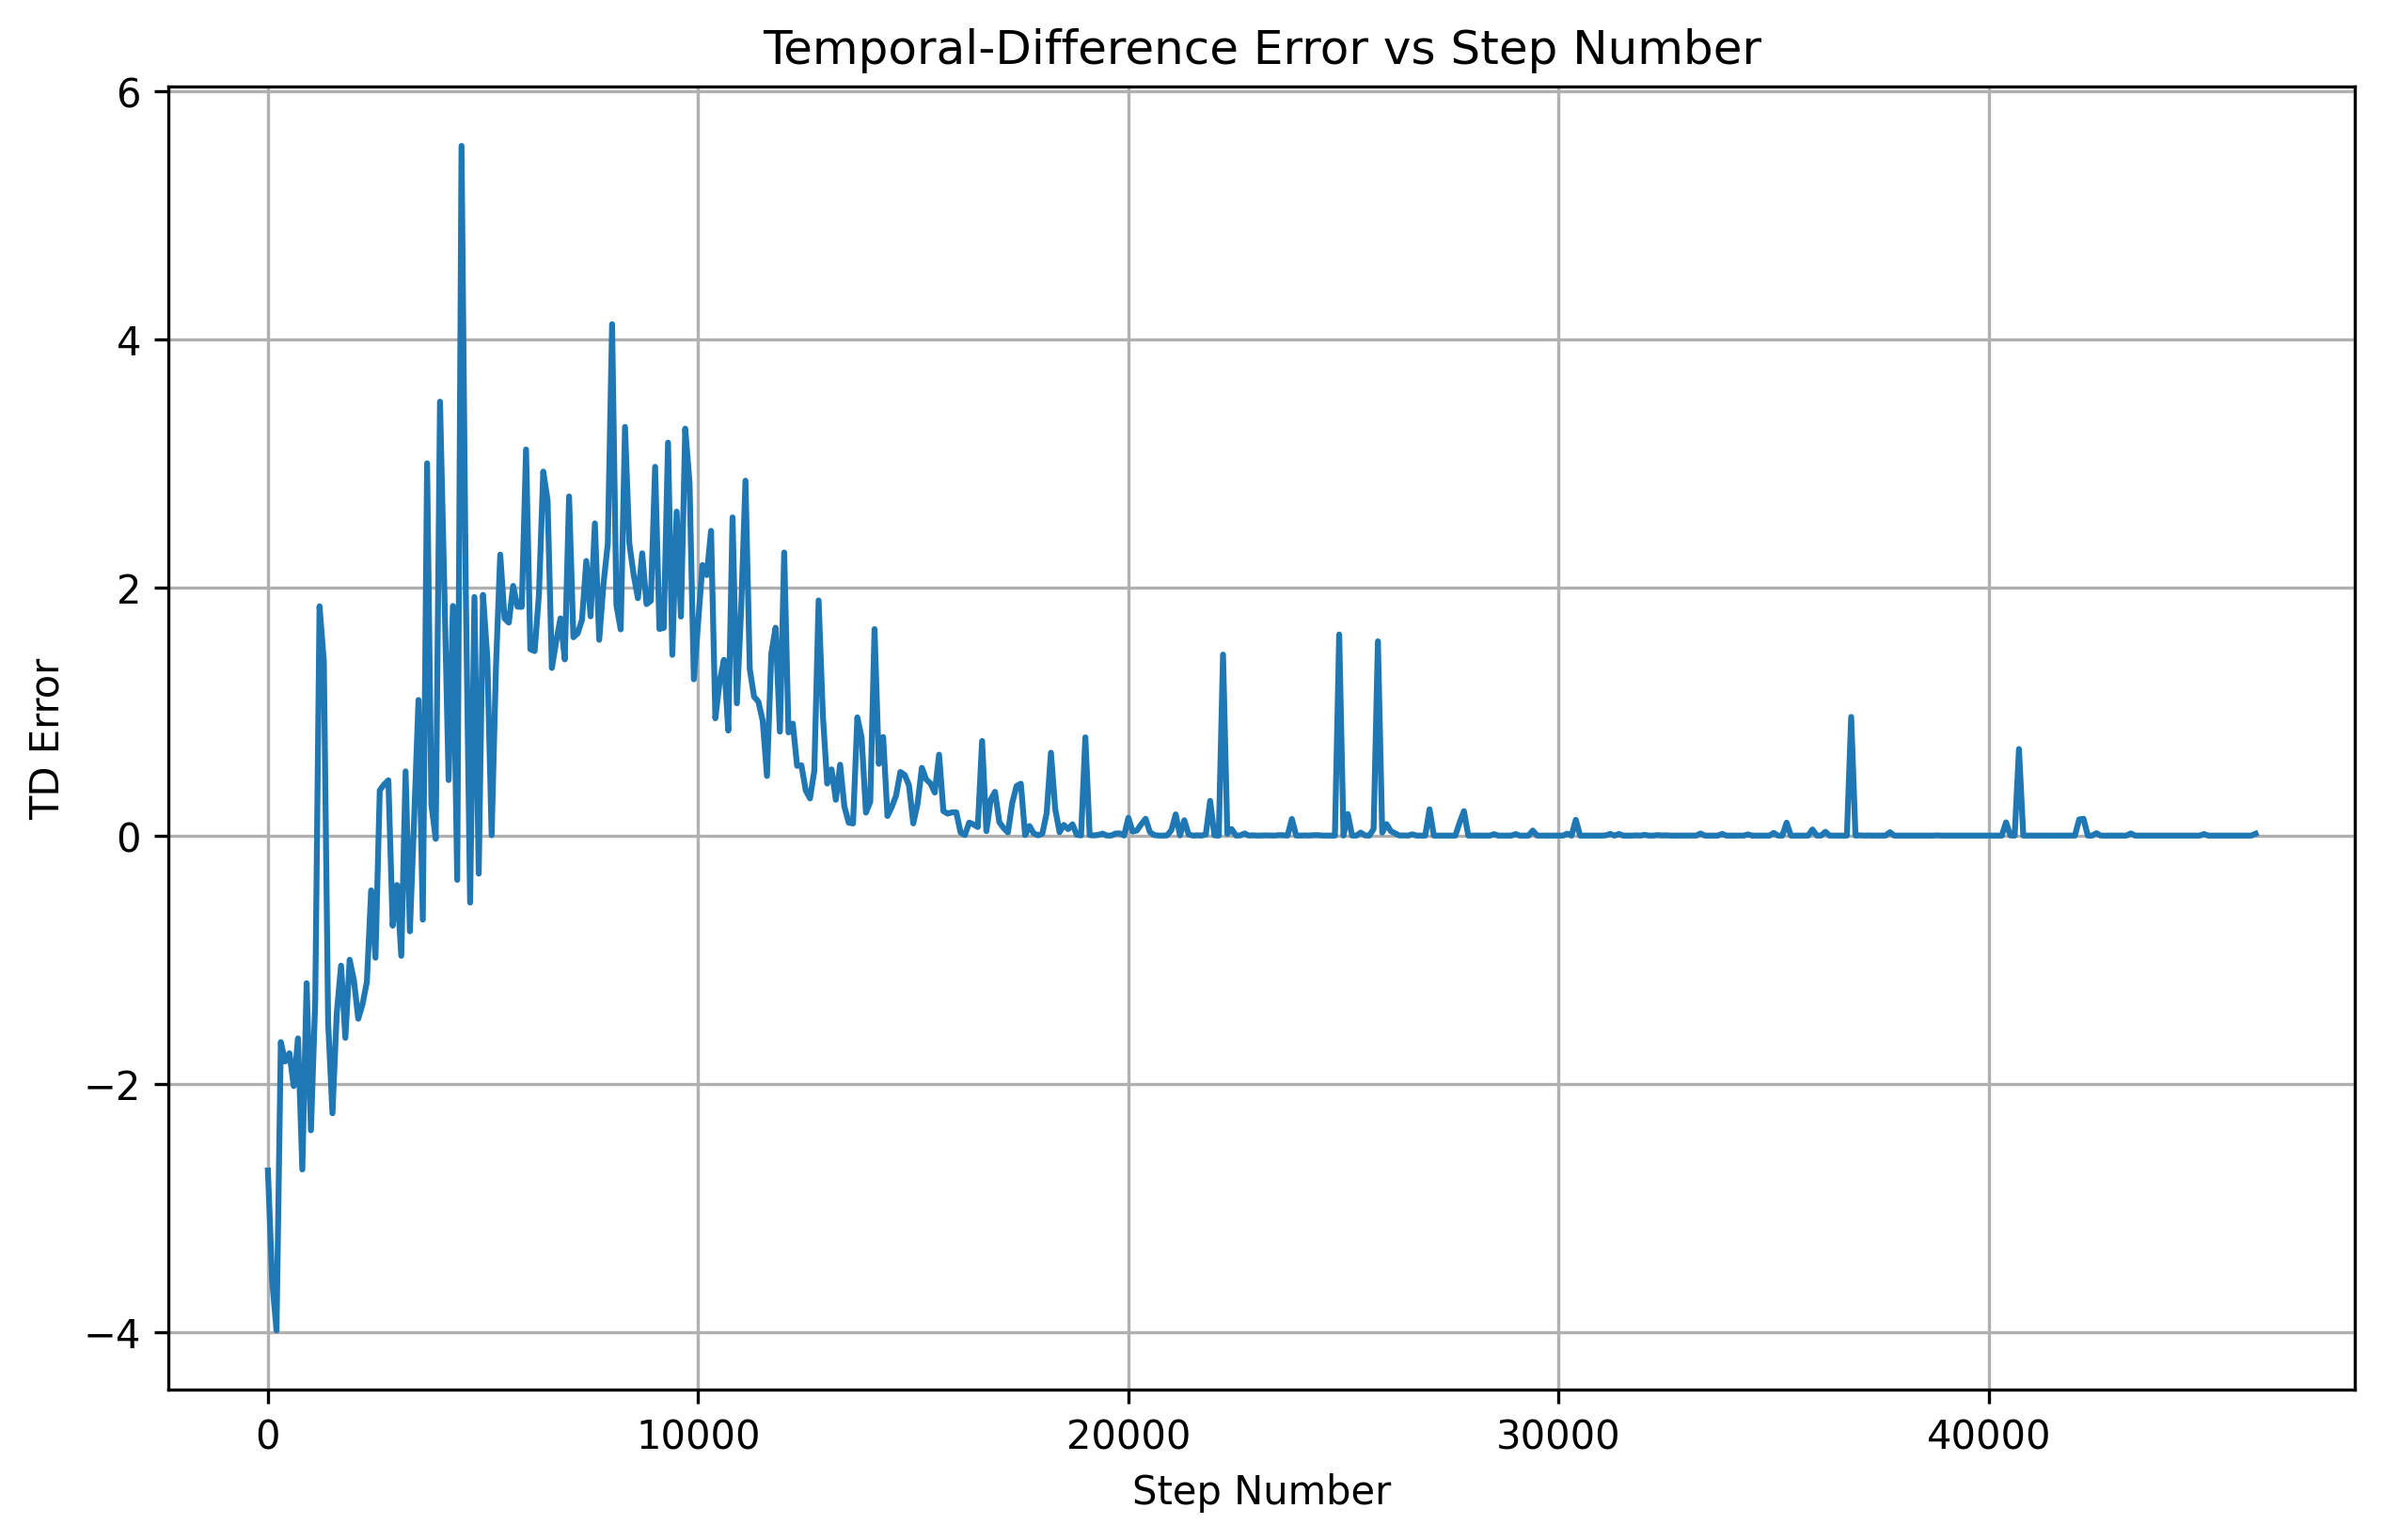 Temporal-Difference Error vs Step Number
6
4
2
0
−2
−4
TD Error
0 10000 20000 30000 40000
Step Number